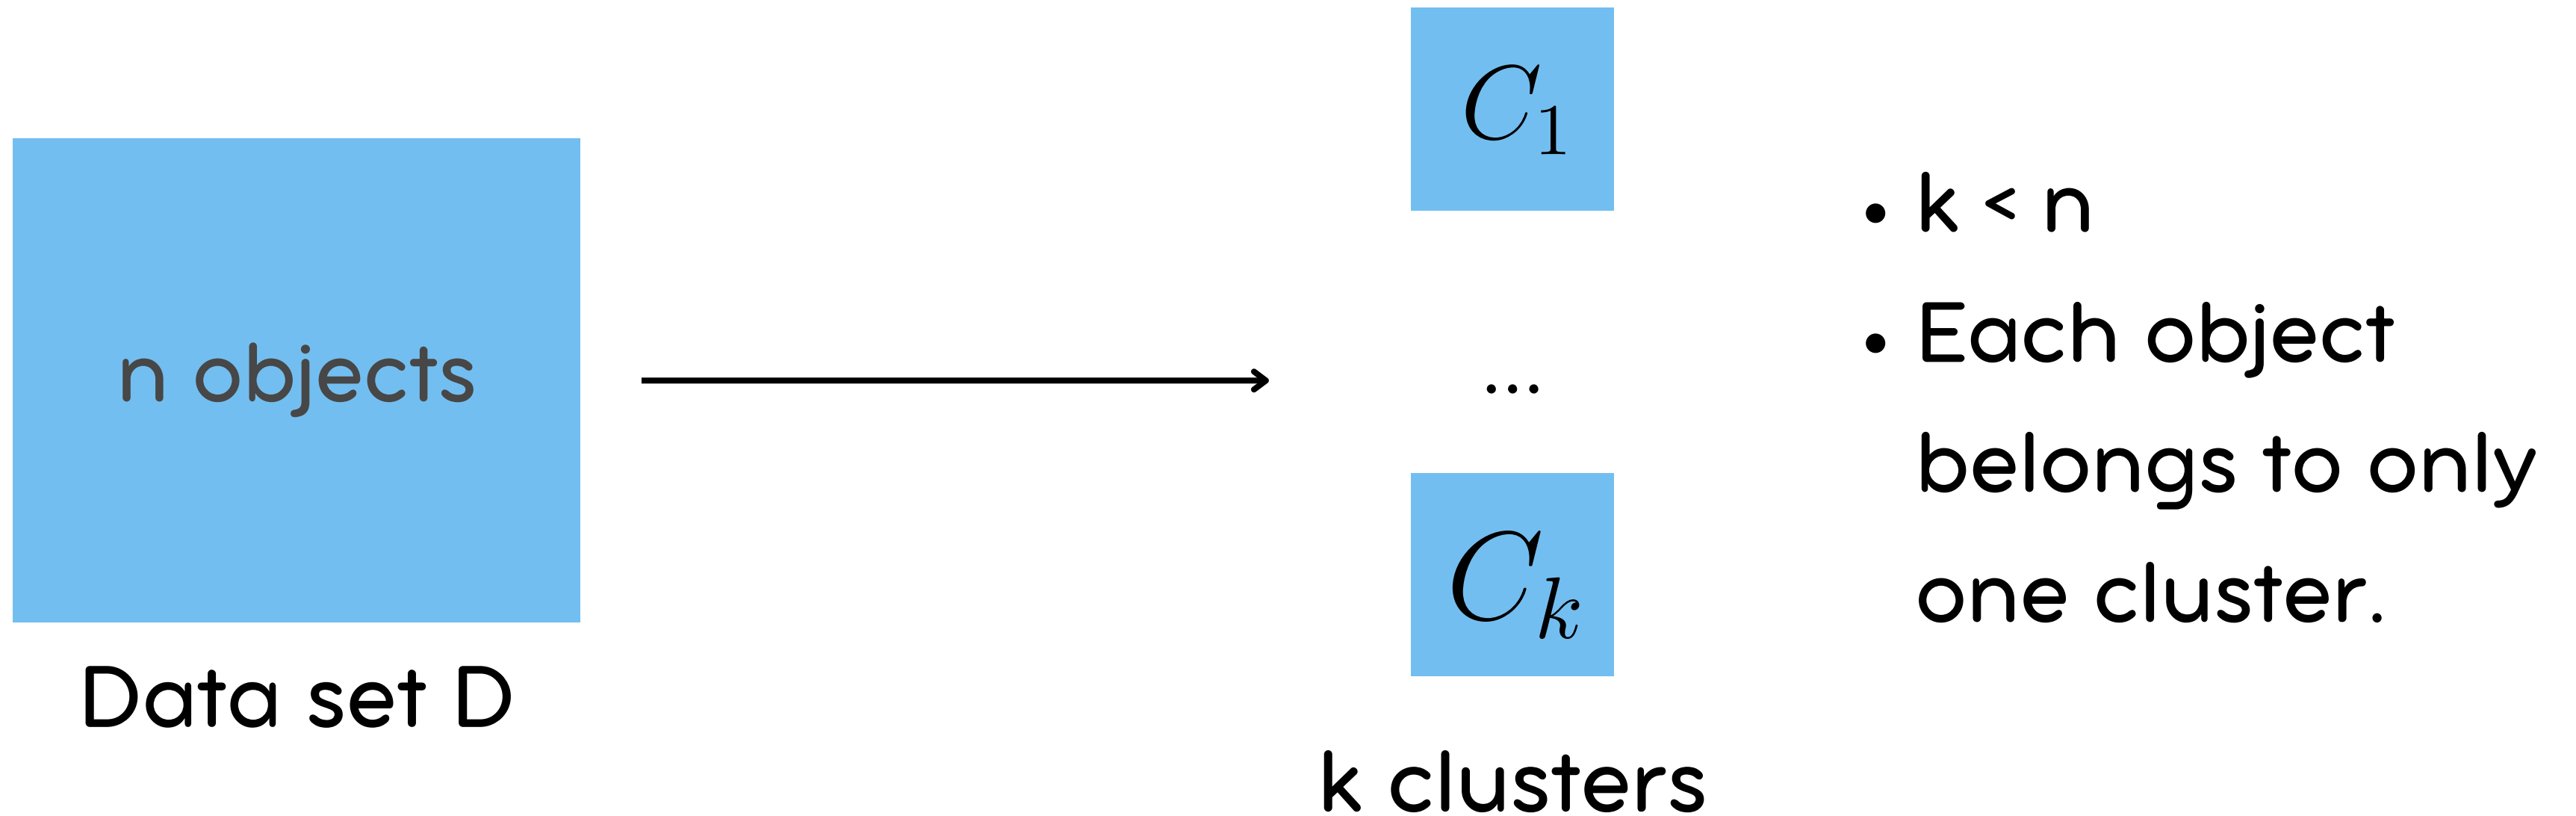 n objects
Data set D
C₁
...
Cₖ
k clusters
• k < n
• Each object
belongs to only
one cluster.